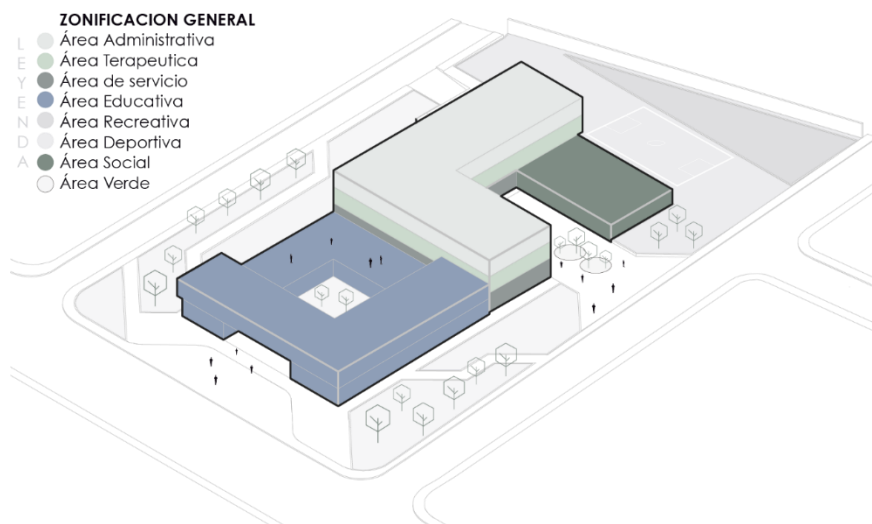 ZONIFICACION GENERAL
LEYENDA
Área Administrativa
Área Terapeutica
Área de servicio
Área Educativa
Área Recreativa
Área Deportiva
Área Social
Área Verde